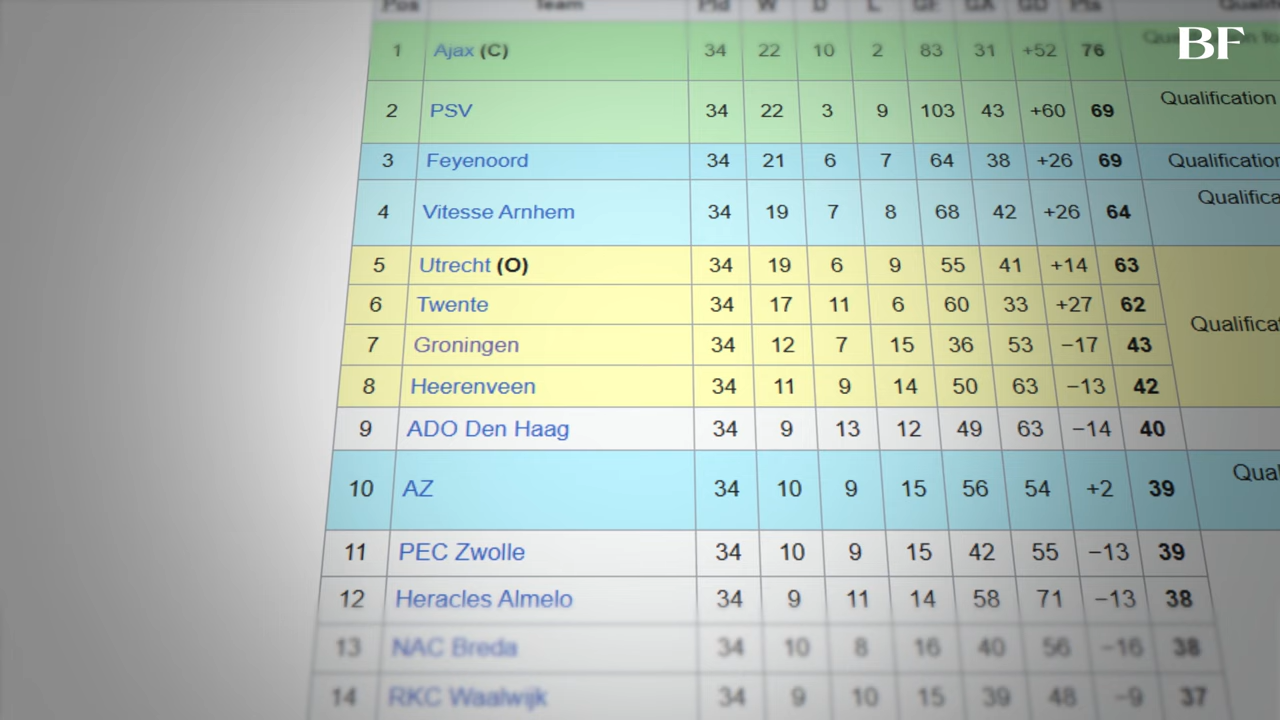 Pos Team Pld W D L GF GA GD Pts
BF
1 Ajax (C) 34 22 10 2 83 31 +52 76
2 PSV 34 22 3 9 103 43 +60 69 Qualification
3 Feyenoord 34 21 6 7 64 38 +26 69 Qualification
4 Vitesse Arnhem 34 19 7 8 68 42 +26 64 Qualifica
5 Utrecht (O) 34 19 6 9 55 41 +14 63
6 Twente 34 17 11 6 60 33 +27 62 Qualificat
7 Groningen 34 12 7 15 36 53 −17 43
8 Heerenveen 34 11 9 14 50 63 −13 42
9 ADO Den Haag 34 9 13 12 49 63 −14 40
10 AZ 34 10 9 15 56 54 +2 39 Qual
11 PEC Zwolle 34 10 9 15 42 55 −13 39
12 Heracles Almelo 34 9 11 14 58 71 −13 38
13 NAC Breda 34 10 8 16 40 56 −16 38
14 RKC Waalwijk 34 9 10 15 39 48 −9 37